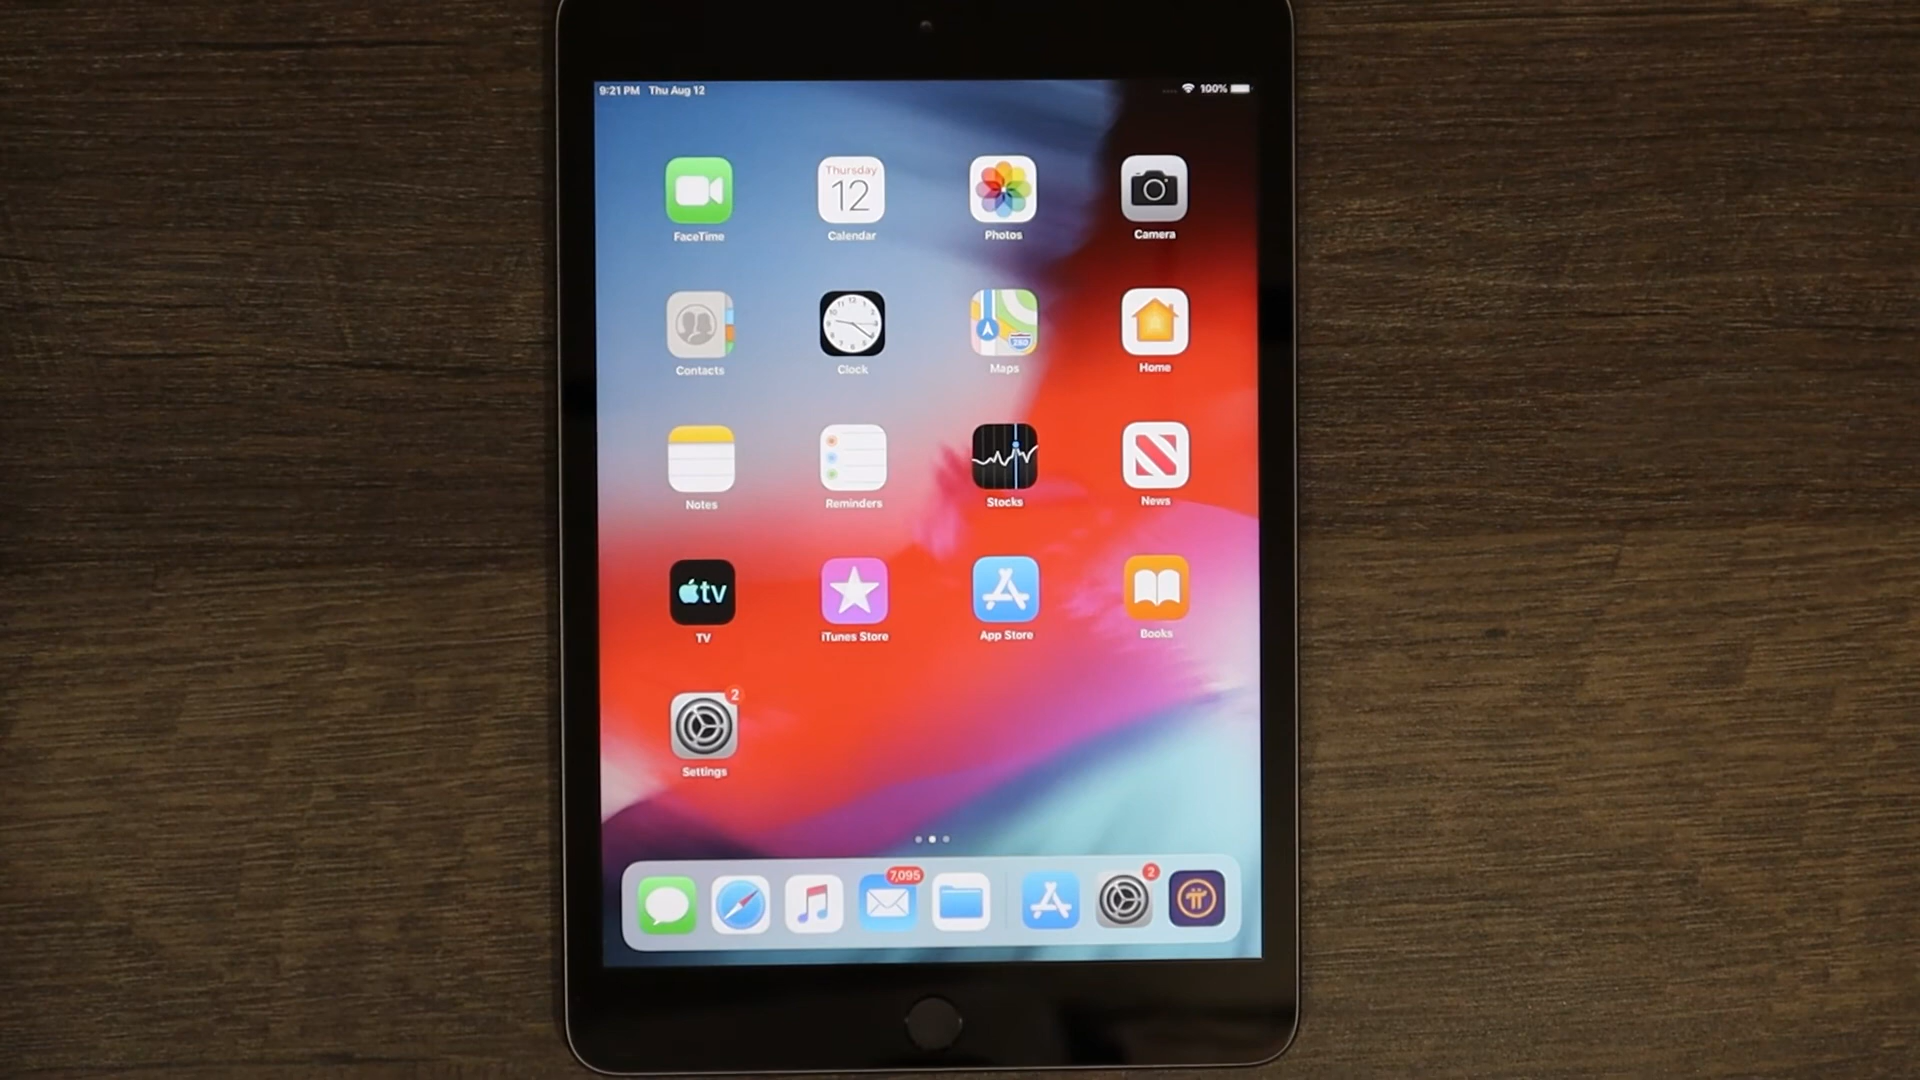 9:21 PM Thu Aug 12 100%
Thursday
12
FaceTime Calendar Photos Camera
280
Contacts Clock Maps Home
Notes Reminders Stocks News
tv
TV iTunes Store App Store Books
2
Settings
7,095 2